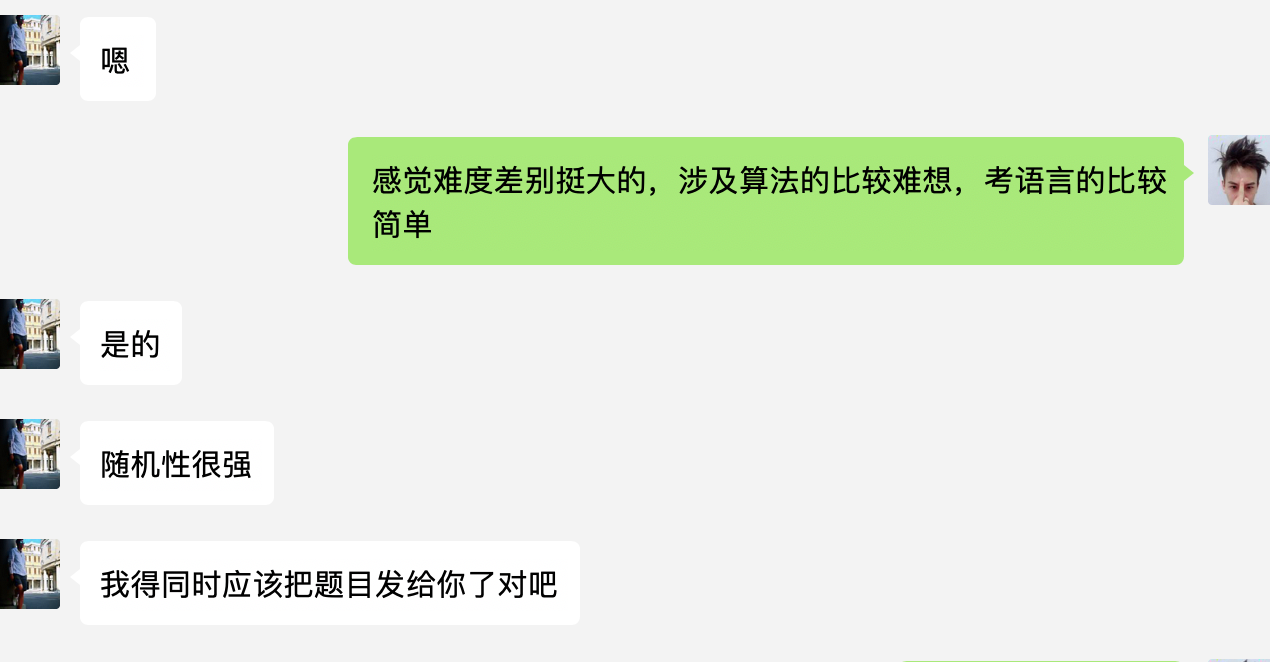 嗯
感觉难度差别挺大的，涉及算法的比较难想，考语言的比较
简单
是的
随机性很强
我得同时应该把题目发给你了对吧